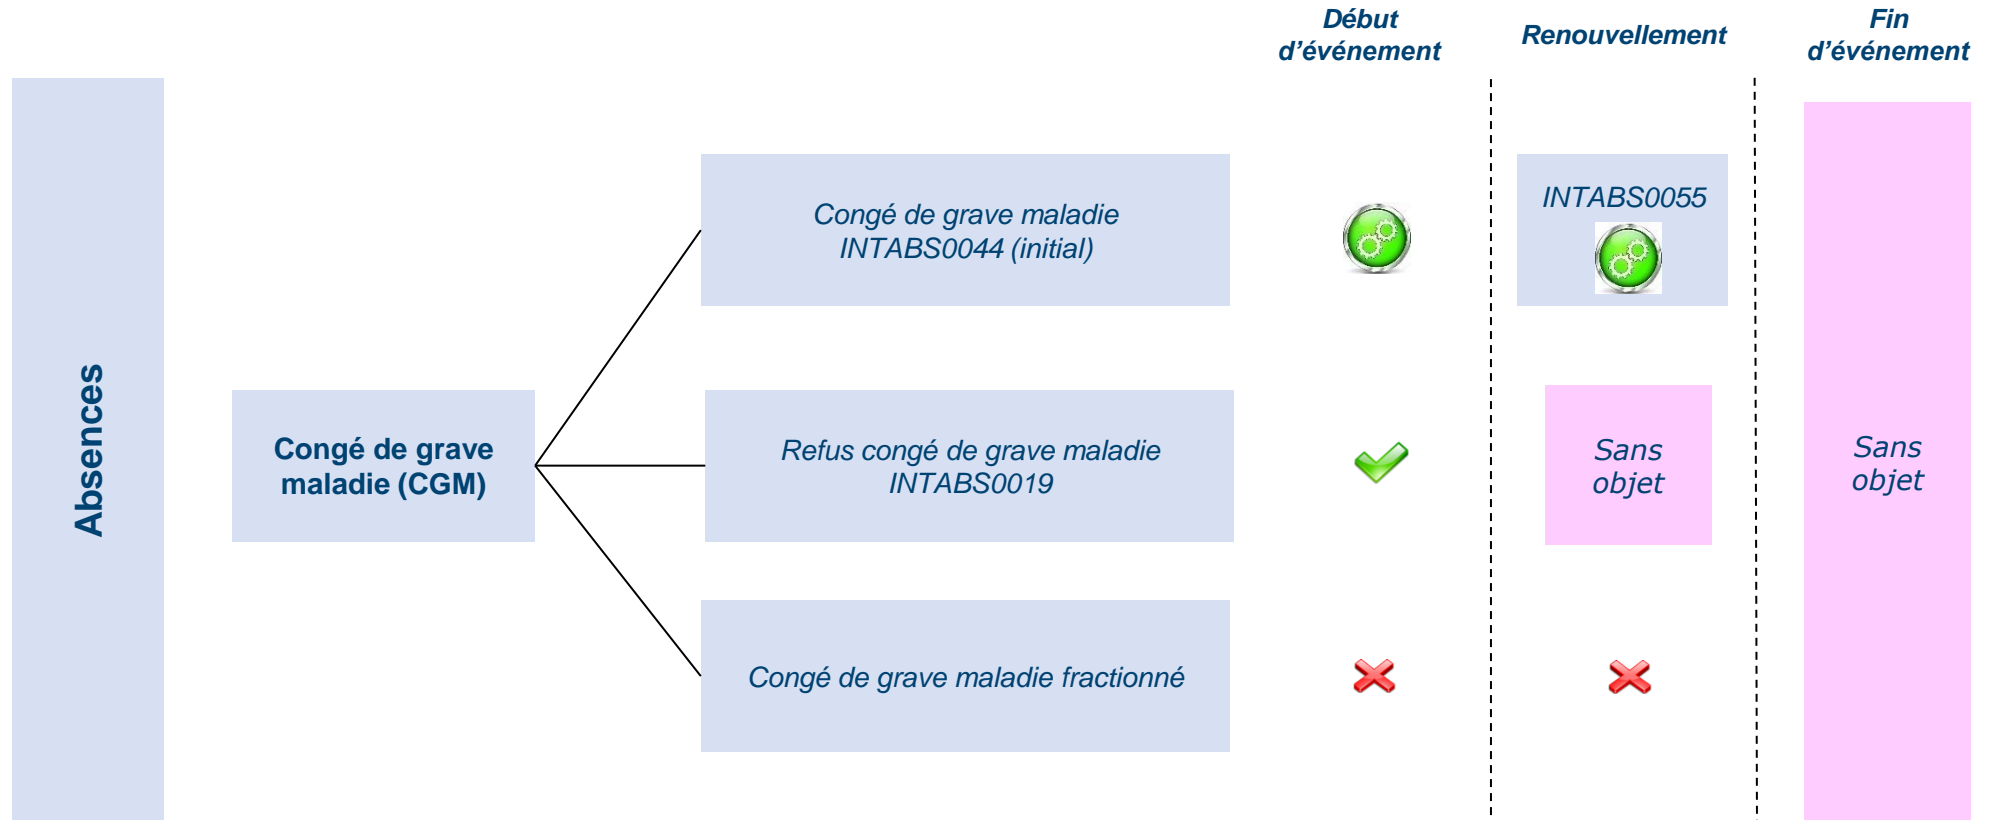 Début
d’événement
Renouvellement
Fin
d’événement
Absences
Congé de grave
maladie (CGM)
Congé de grave maladie
INTABS0044 (initial)
INTABS0055
Refus congé de grave maladie
INTABS0019
Sans
objet
Sans
objet
Congé de grave maladie fractionné